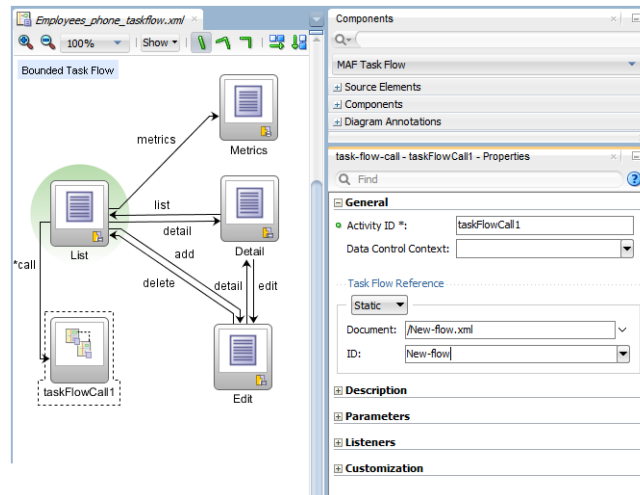 Employees_phone_taskflow.xml
100%
Show
Bounded Task Flow
metrics
Metrics
list
detail
List
Detail
add
*call
delete
detail
edit
taskFlowCall1
Edit
Components
MAF Task Flow
Source Elements
Components
Diagram Annotations
task-flow-call - taskFlowCall1 - Properties
Find
General
Activity ID *: taskFlowCall1
Data Control Context:
Task Flow Reference
Static
Document: /New-flow.xml
ID: New-flow
Description
Parameters
Listeners
Customization